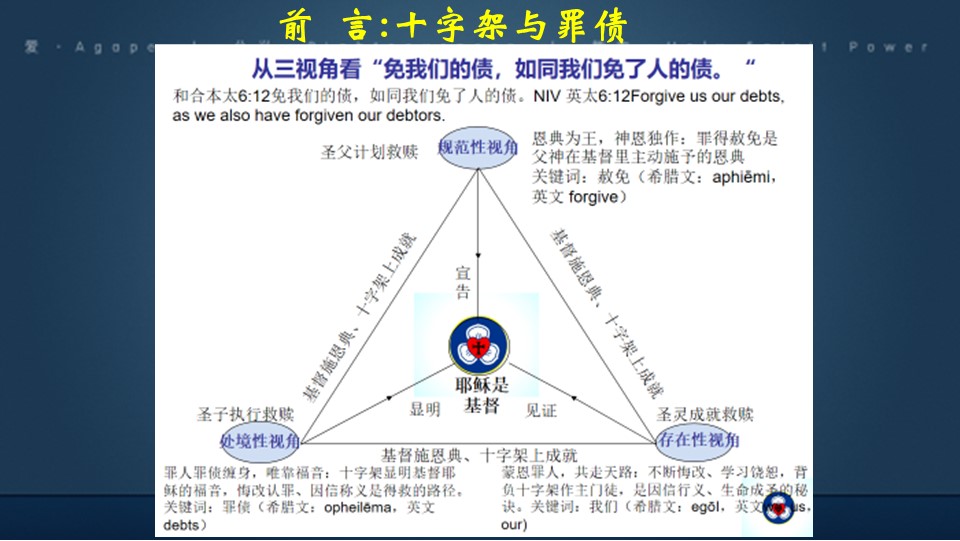 前 言:十字架与罪债
从三视角看“免我们的债，如同我们免了人的债。“
和合本太6:12免我们的债，如同我们免了人的债。NIV 英太6:12Forgive us our debts,
as we also have forgiven our debtors.
圣父计划救赎
规范性视角
恩典为王，神恩独作：罪得赦免是
父神在基督里主动施予的恩典
关键词：赦免（希腊文：aphiēmi，
英文 forgive）
基督施恩典、十字架上成就
宣告
基督施恩典、十字架上成就
耶稣是
基督
显明
见证
圣子执行救赎
处境性视角
圣灵成就救赎
存在性视角
基督施恩典、十字架上成就
罪人罪债缠身，唯靠福音：十字架显明基督耶
稣的福音，悔改认罪、因信称义是得救的路径。
关键词：罪债（希腊文：opheilēma，英文
debts）
蒙恩罪人，共走天路：不断悔改、学习饶恕，背
负十字架作主门徒，是因信行义、生命成圣的秘
诀。关键词：我们（希腊文：egōl，英文 us，
our)